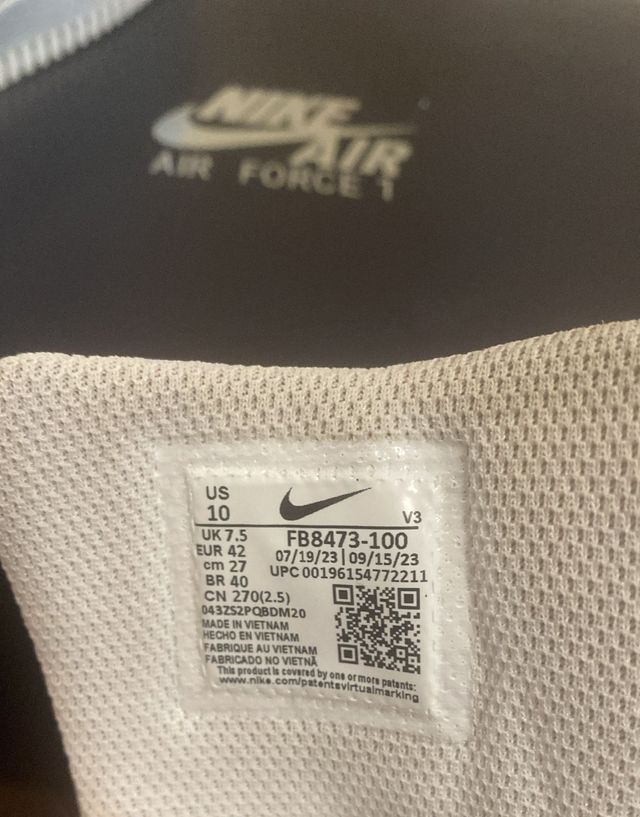 NIKE
AIR
AIR FORCE 1
US
10
V3
UK 7.5
EUR 42
cm 27
BR 40
CN 270(2.5)
FB8473-100
07/19/23 | 09/15/23
UPC 00196154772211
043ZS2PQBDM20
MADE IN VIETNAM
HECHO EN VIETNAM
FABRIQUE AU VIETNAM
FABRICADO NO VIETNÃ
This product is covered by one or more patents:
www.nike.com/patentsvirtualmarking